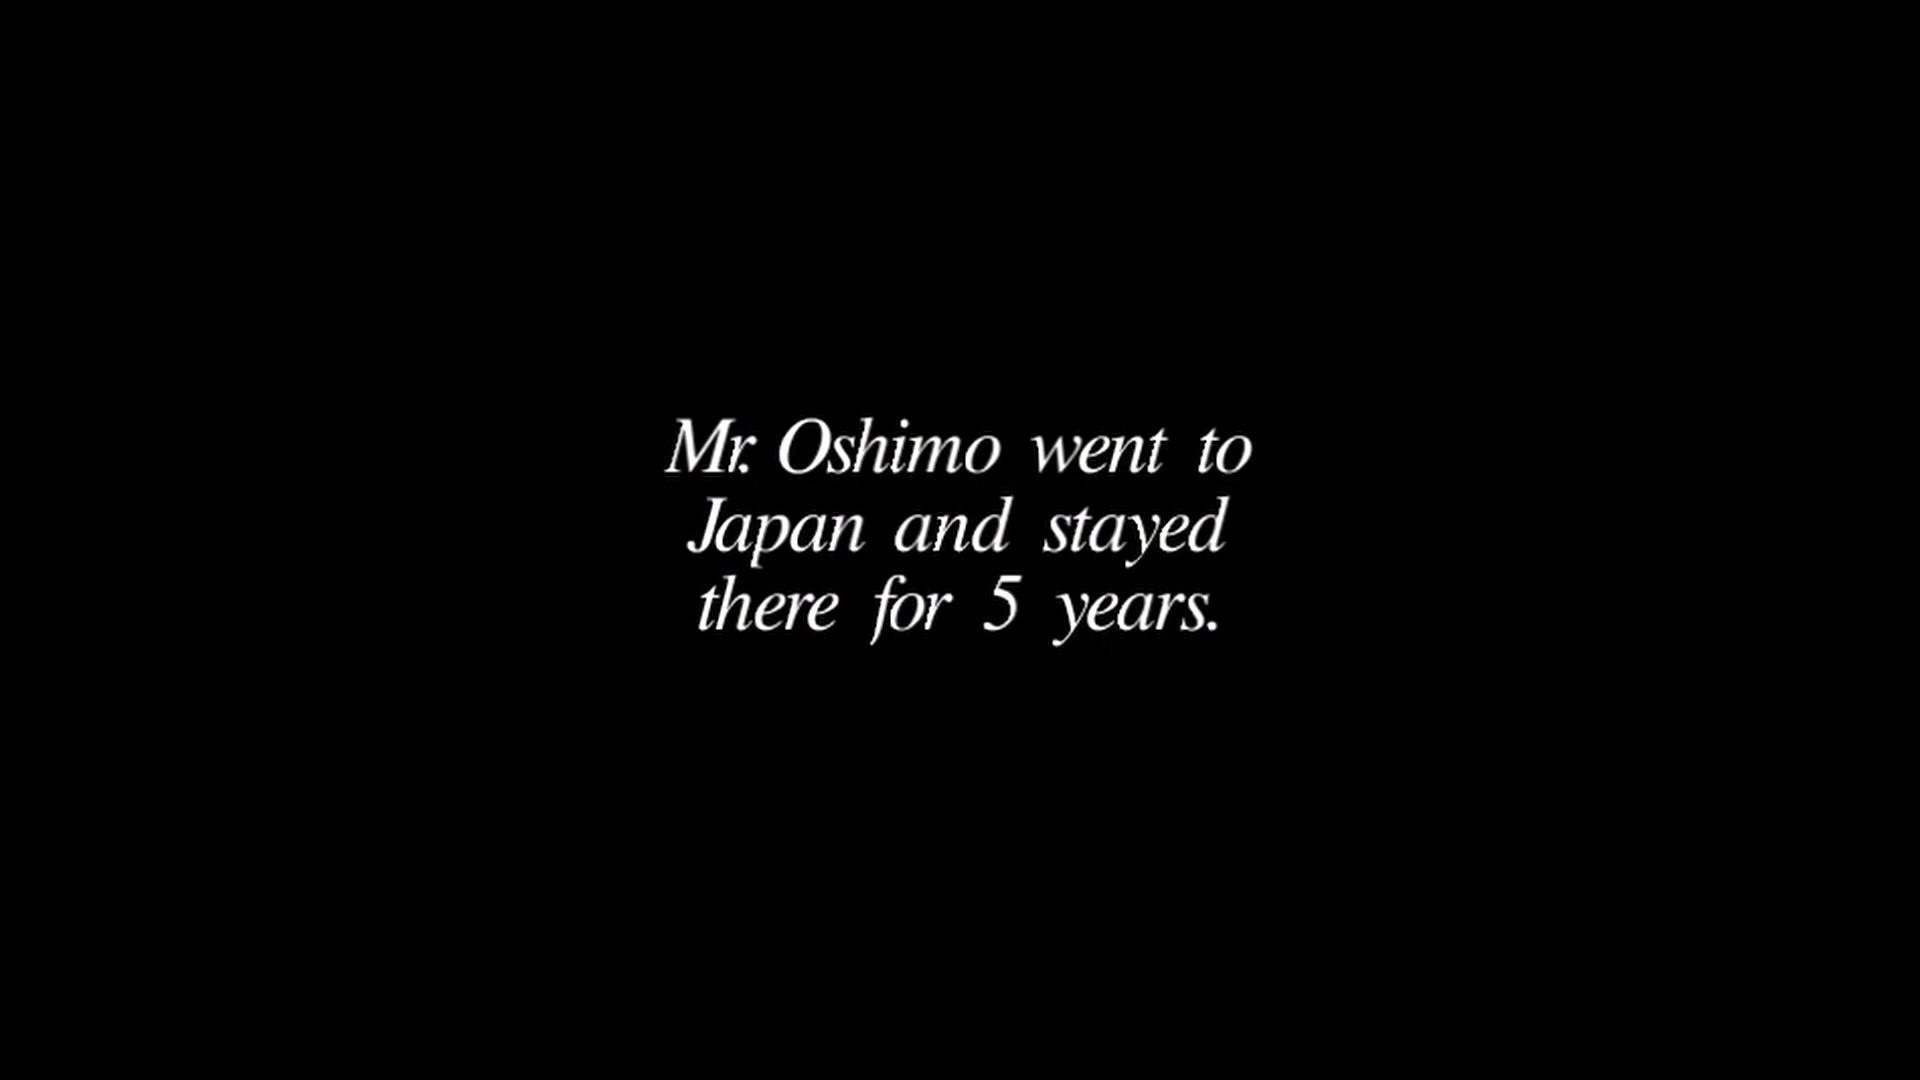 Mr. Oshimo went to
Japan and stayed
there for 5 years.